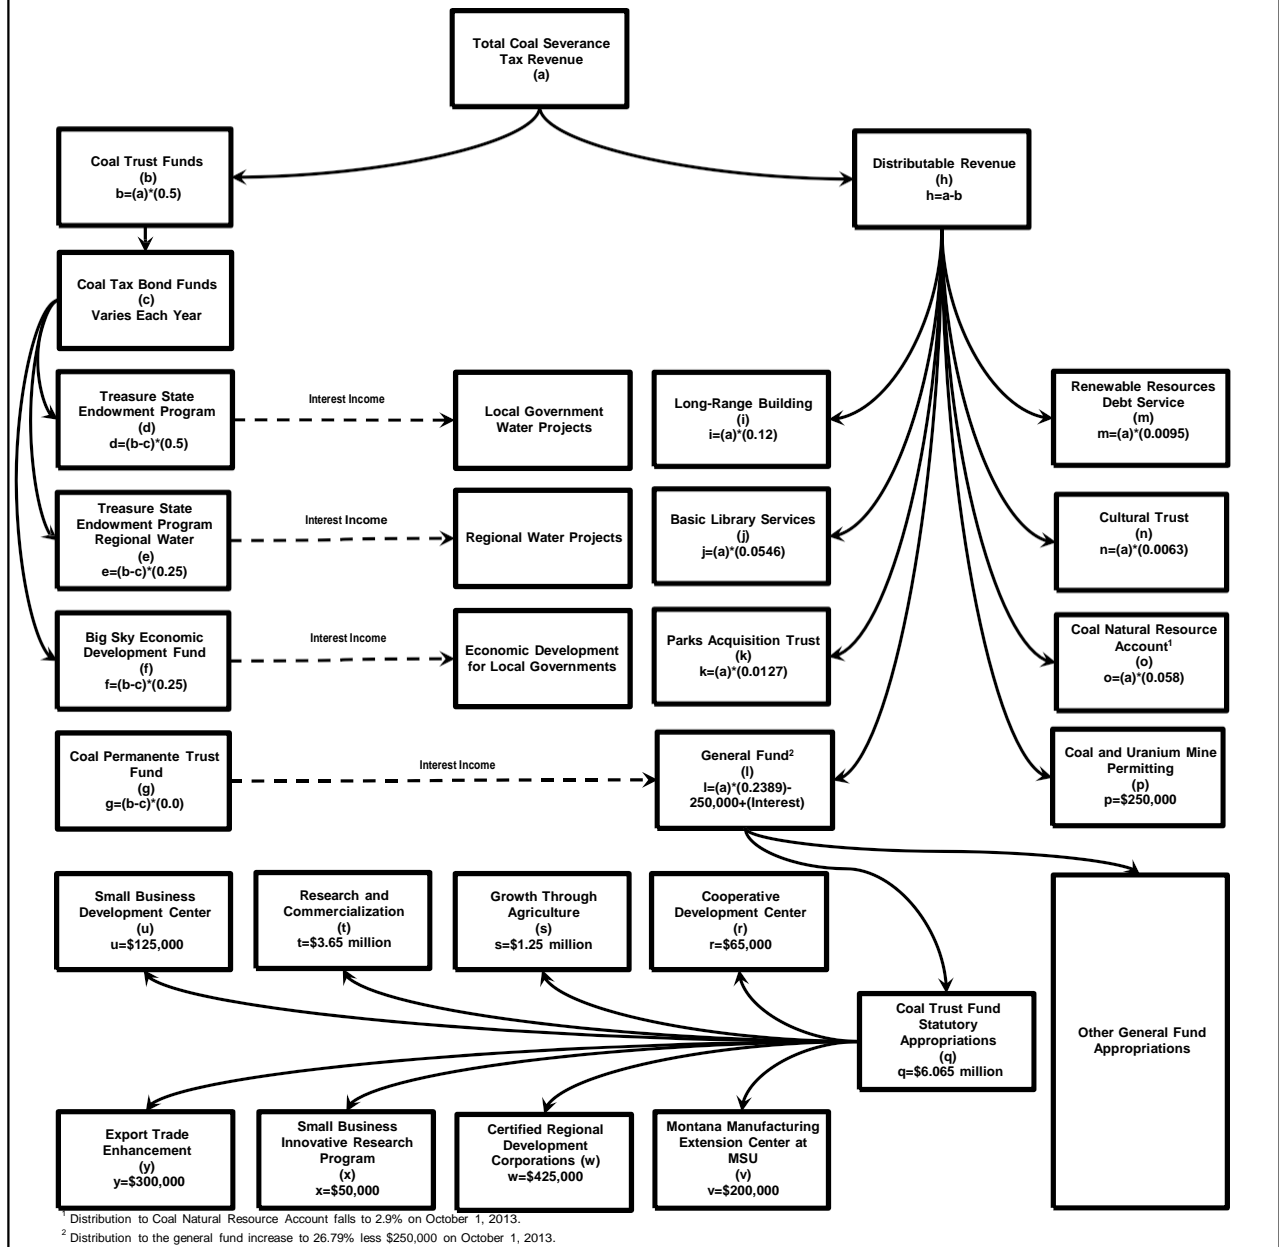 Total Coal Severance
Tax Revenue
(a)
Coal Trust Funds
(b)
b=(a)*(0.5)
Distributable Revenue
(h)
h=a-b
Coal Tax Bond Funds
(c)
Varies Each Year
Treasure State
Endowment Program
(d)
d=(b-c)*(0.5)
Interest Income
Local Government
Water Projects
Long-Range Building
(i)
i=(a)*(0.12)
Renewable Resources
Debt Service
(m)
m=(a)*(0.0095)
Treasure State
Endowment Program
Regional Water
(e)
e=(b-c)*(0.25)
Interest Income
Regional Water Projects
Basic Library Services
(j)
j=(a)*(0.0546)
Cultural Trust
(n)
n=(a)*(0.0063)
Big Sky Economic
Development Fund
(f)
f=(b-c)*(0.25)
Interest Income
Economic Development
for Local Governments
Parks Acquisition Trust
(k)
k=(a)*(0.0127)
Coal Natural Resource
Account1
(o)
o=(a)*(0.058)
Coal Permanente Trust
Fund
(g)
g=(b-c)*(0.0)
Interest Income
General Fund2
(l)
l=(a)*(0.2389)-
250,000+(Interest)
Coal and Uranium Mine
Permitting
(p)
p=$250,000
Small Business
Development Center
(u)
u=$125,000
Research and
Commercialization
(t)
t=$3.65 million
Growth Through
Agriculture
(s)
s=$1.25 million
Cooperative
Development Center
(r)
r=$65,000
Coal Trust Fund
Statutory
Appropriations
(q)
q=$6.065 million
Other General Fund
Appropriations
Export Trade
Enhancement
(y)
y=$300,000
Small Business
Innovative Research
Program
(x)
x=$50,000
Certified Regional
Development
Corporations (w)
w=$425,000
Montana Manufacturing
Extension Center at
MSU
(v)
v=$200,000
1 Distribution to Coal Natural Resource Account falls to 2.9% on October 1, 2013.
2 Distribution to the general fund increase to 26.79% less $250,000 on October 1, 2013.